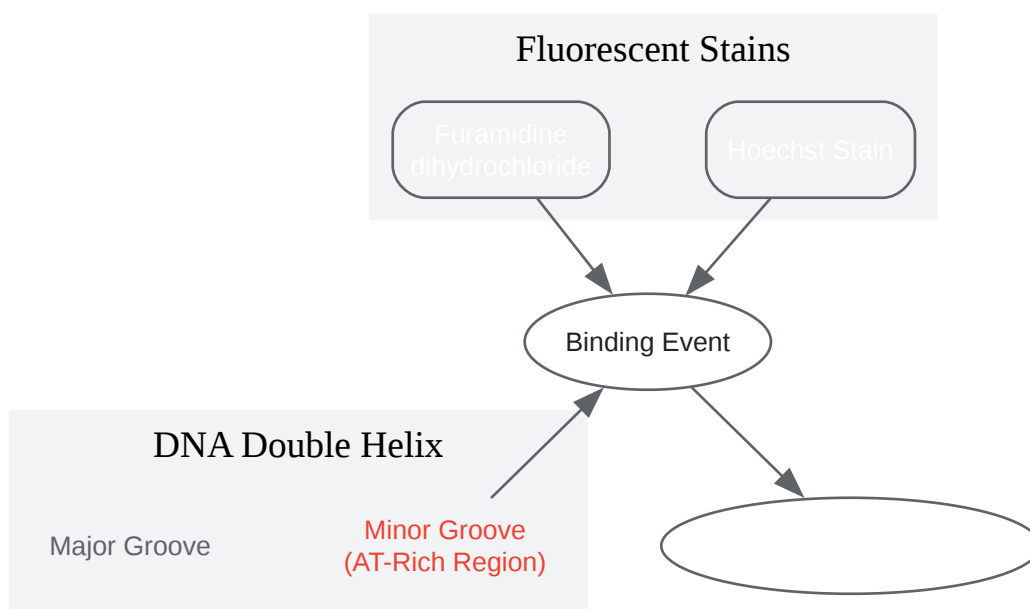 Fluorescent Stains
Furamidine
dihydrochloride
Hoechst Stain
Binding Event
DNA Double Helix
Major Groove
Minor Groove
(AT-Rich Region)